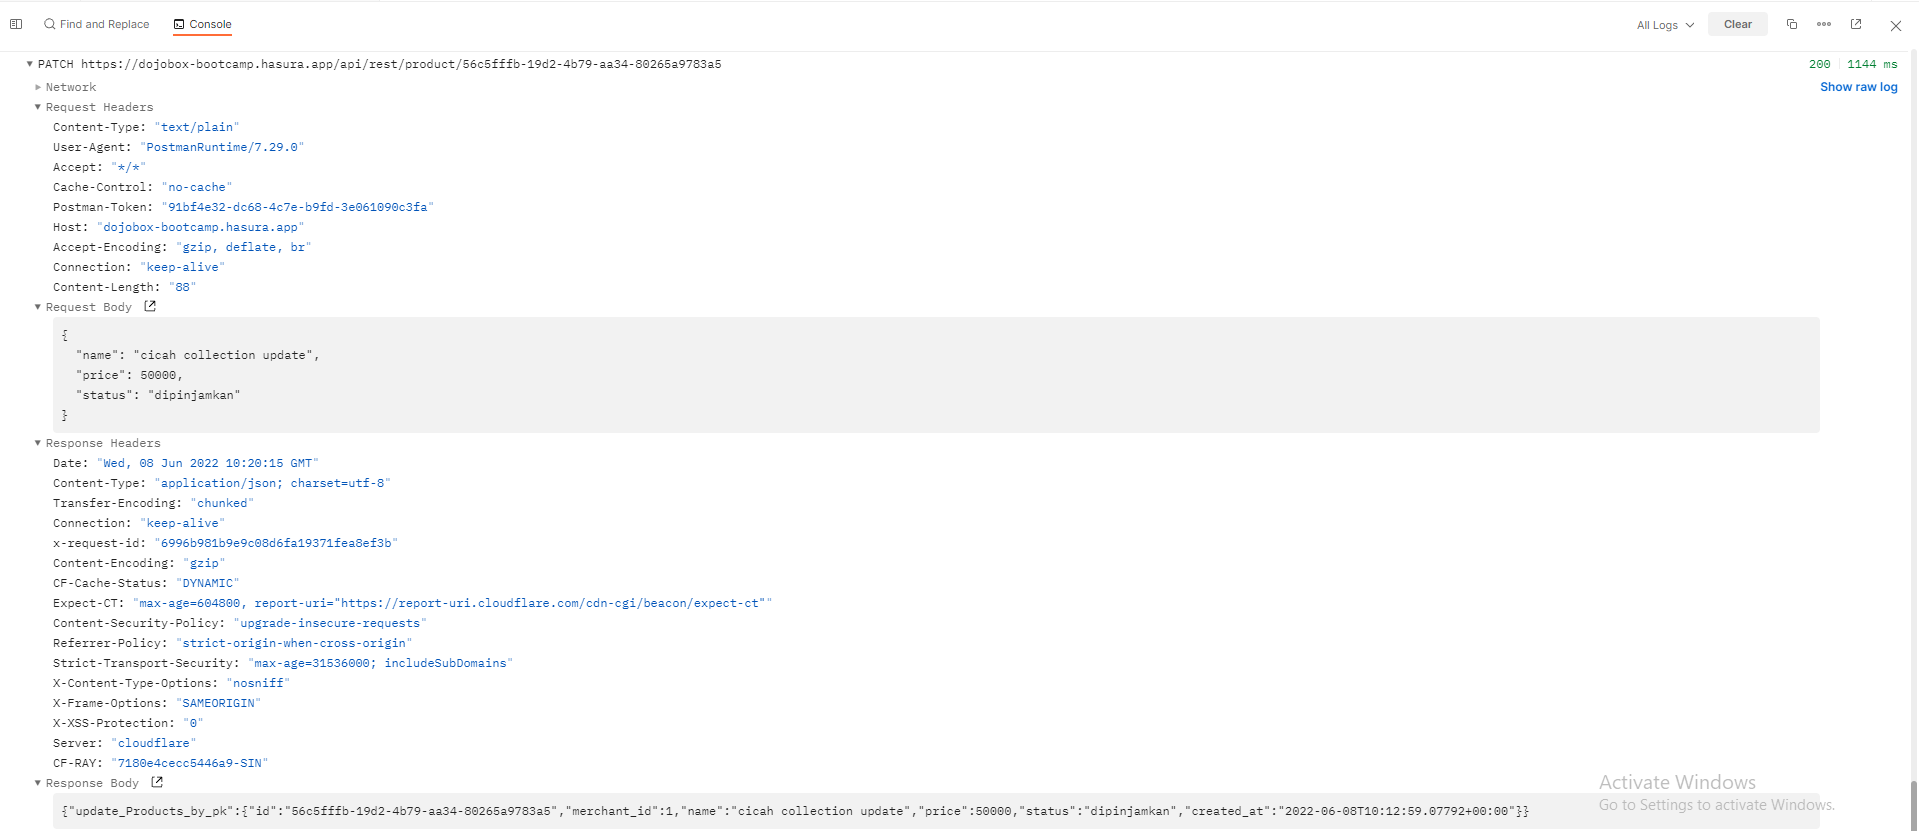 Find and Replace Console All Logs Clear
PATCH https://dojobox-bootcamp.hasura.app/api/rest/product/56c5fffb-19d2-4b79-aa34-80265a9783a5 200 1144 ms
Network Show raw log
Request Headers
Content-Type: "text/plain"
User-Agent: "PostmanRuntime/7.29.0"
Accept: "*/*"
Cache-Control: "no-cache"
Postman-Token: "91bf4e32-dc68-4c7e-b9fd-3e061090c3fa"
Host: "dojobox-bootcamp.hasura.app"
Accept-Encoding: "gzip, deflate, br"
Connection: "keep-alive"
Content-Length: "88"
Request Body
{
"name": "cicah collection update",
"price": 50000,
"status": "dipinjamkan"
}
Response Headers
Date: "Wed, 08 Jun 2022 10:20:15 GMT"
Content-Type: "application/json; charset=utf-8"
Transfer-Encoding: "chunked"
Connection: "keep-alive"
x-request-id: "6996b981b9e9c08d6fa19371fea8ef3b"
Content-Encoding: "gzip"
CF-Cache-Status: "DYNAMIC"
Expect-CT: "max-age=604800, report-uri="https://report-uri.cloudflare.com/cdn-cgi/beacon/expect-ct""
Content-Security-Policy: "upgrade-insecure-requests"
Referrer-Policy: "strict-origin-when-cross-origin"
Strict-Transport-Security: "max-age=31536000; includeSubDomains"
X-Content-Type-Options: "nosniff"
X-Frame-Options: "SAMEORIGIN"
X-XSS-Protection: "0"
Server: "cloudflare"
CF-RAY: "7180e4cecc5446a9-SIN"
Response Body
{"update_Products_by_pk":{"id":"56c5fffb-19d2-4b79-aa34-80265a9783a5","merchant_id":1,"name":"cicah collection update","price":50000,"status":"dipinjamkan","created_at":"2022-06-08T10:12:59.07792+00:00"}}
Activate Windows
Go to Settings to activate Windows.